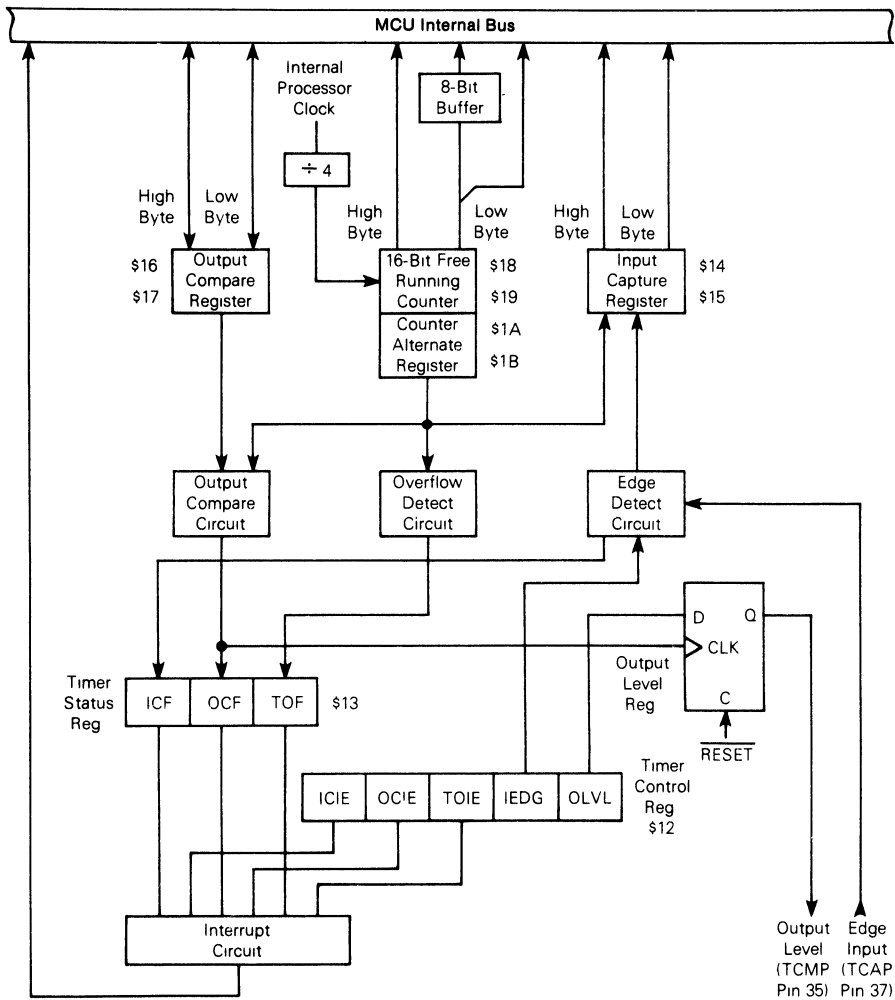 MCU Internal Bus
Internal
Processor
Clock
8-Bit
Buffer
÷ 4
High
Byte
Low
Byte
High
Byte
Low
Byte
High
Byte
Low
Byte
$16
$17
Output
Compare
Register
16-Bit Free
Running
Counter
$18
$19
Counter
Alternate
Register
$1A
$1B
Input
Capture
Register
$14
$15
Output
Compare
Circuit
Overflow
Detect
Circuit
Edge
Detect
Circuit
D
Q
CLK
C
Output
Level
Reg
RESET
Timer
Status
Reg
ICF
OCF
TOF
$13
ICIE
OCIE
TOIE
IEDG
OLVL
Timer
Control
Reg
$12
Interrupt
Circuit
Output
Level
(TCMP
Pin 35)
Edge
Input
(TCAP
Pin 37)